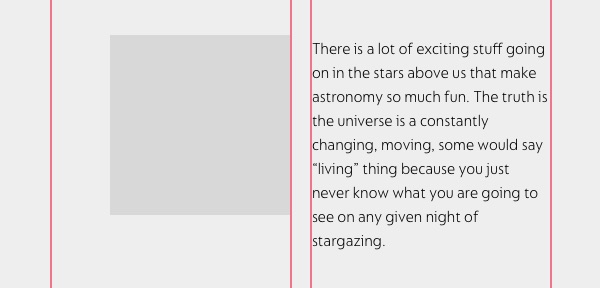 There is a lot of exciting stuff going
on in the stars above us that make
astronomy so much fun. The truth is
the universe is a constantly
changing, moving, some would say
“living” thing because you just
never know what you are going to
see on any given night of
stargazing.